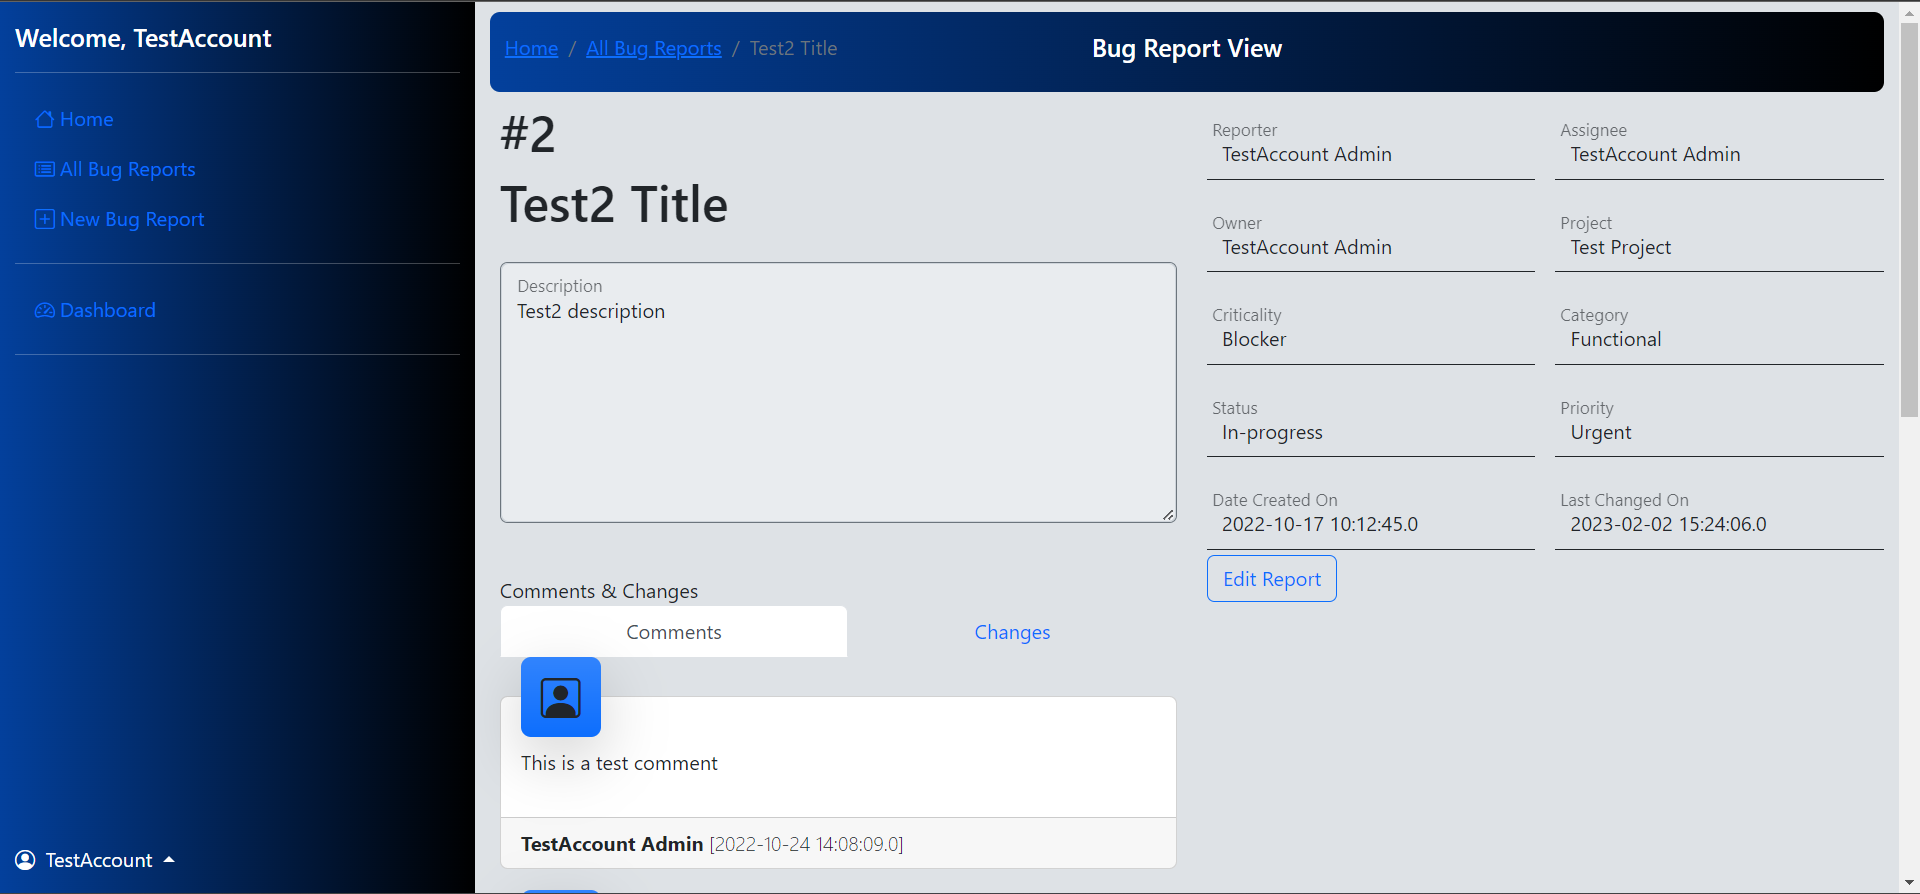 Welcome, TestAccount
Home
All Bug Reports
New Bug Report
Dashboard
TestAccount
Home / All Bug Reports / Test2 Title
Bug Report View
#2
Test2 Title
Description
Test2 description
Comments & Changes
Comments
Changes
This is a test comment
TestAccount Admin [2022-10-24 14:08:09.0]
Reporter
TestAccount Admin
Assignee
TestAccount Admin
Owner
TestAccount Admin
Project
Test Project
Criticality
Blocker
Category
Functional
Status
In-progress
Priority
Urgent
Date Created On
2022-10-17 10:12:45.0
Last Changed On
2023-02-02 15:24:06.0
Edit Report